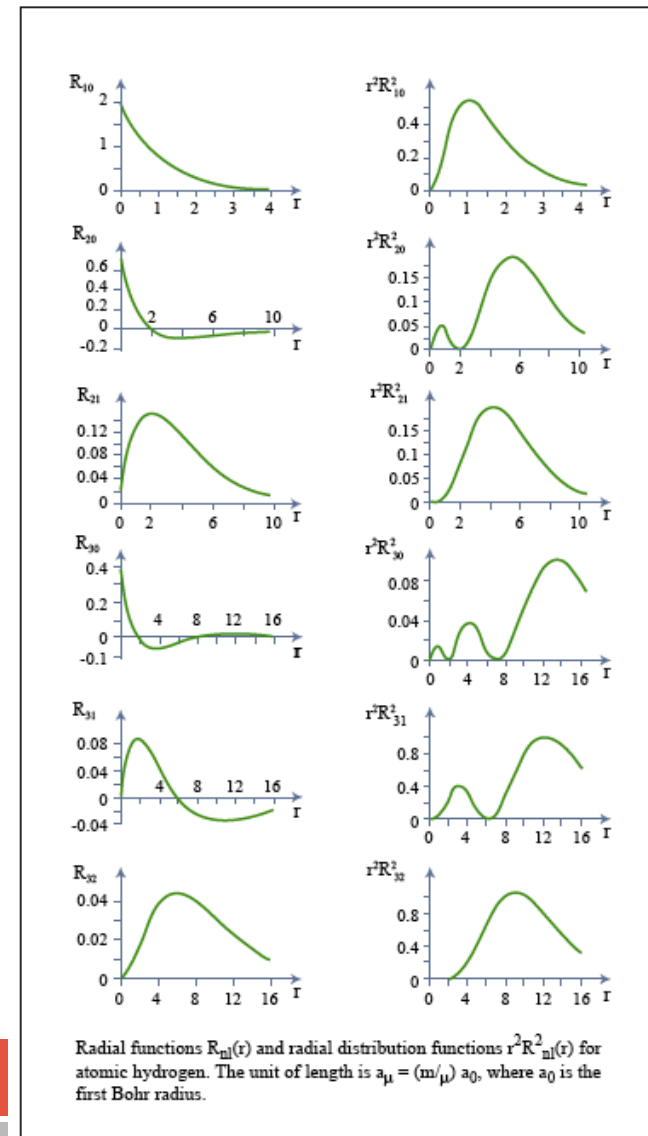 R₁₀
2
1
0
0 1 2 3 4 r
r²R²₁₀
0.4
0.2
0
0 1 2 3 4 r
R₂₀
0.6
0.4
0.2
0
-0.2
2 6 10
r
r²R²₂₀
0.15
0.1
0.05
0
0 2 6 10 r
R₂₁
0.12
0.08
0.04
0
0 2 6 10 r
r²R²₂₁
0.15
0.1
0.05
0
0 2 6 10 r
R₃₀
0.4
0.2
0
-0.1
4 8 12 16
r
r²R²₃₀
0.08
0.04
0
0 4 8 12 16 r
R₃₁
0.08
0.04
0
-0.04
4 8 12 16
r
r²R²₃₁
0.8
0.4
0
0 4 8 12 16 r
R₃₂
0.04
0.02
0
0 4 8 12 16 r
r²R²₃₂
0.8
0.4
0
0 4 8 12 16 r
Radial functions Rₙₗ(r) and radial distribution functions r²R²ₙₗ(r) for
atomic hydrogen. The unit of length is aμ = (m/μ) a₀, where a₀ is the
first Bohr radius.